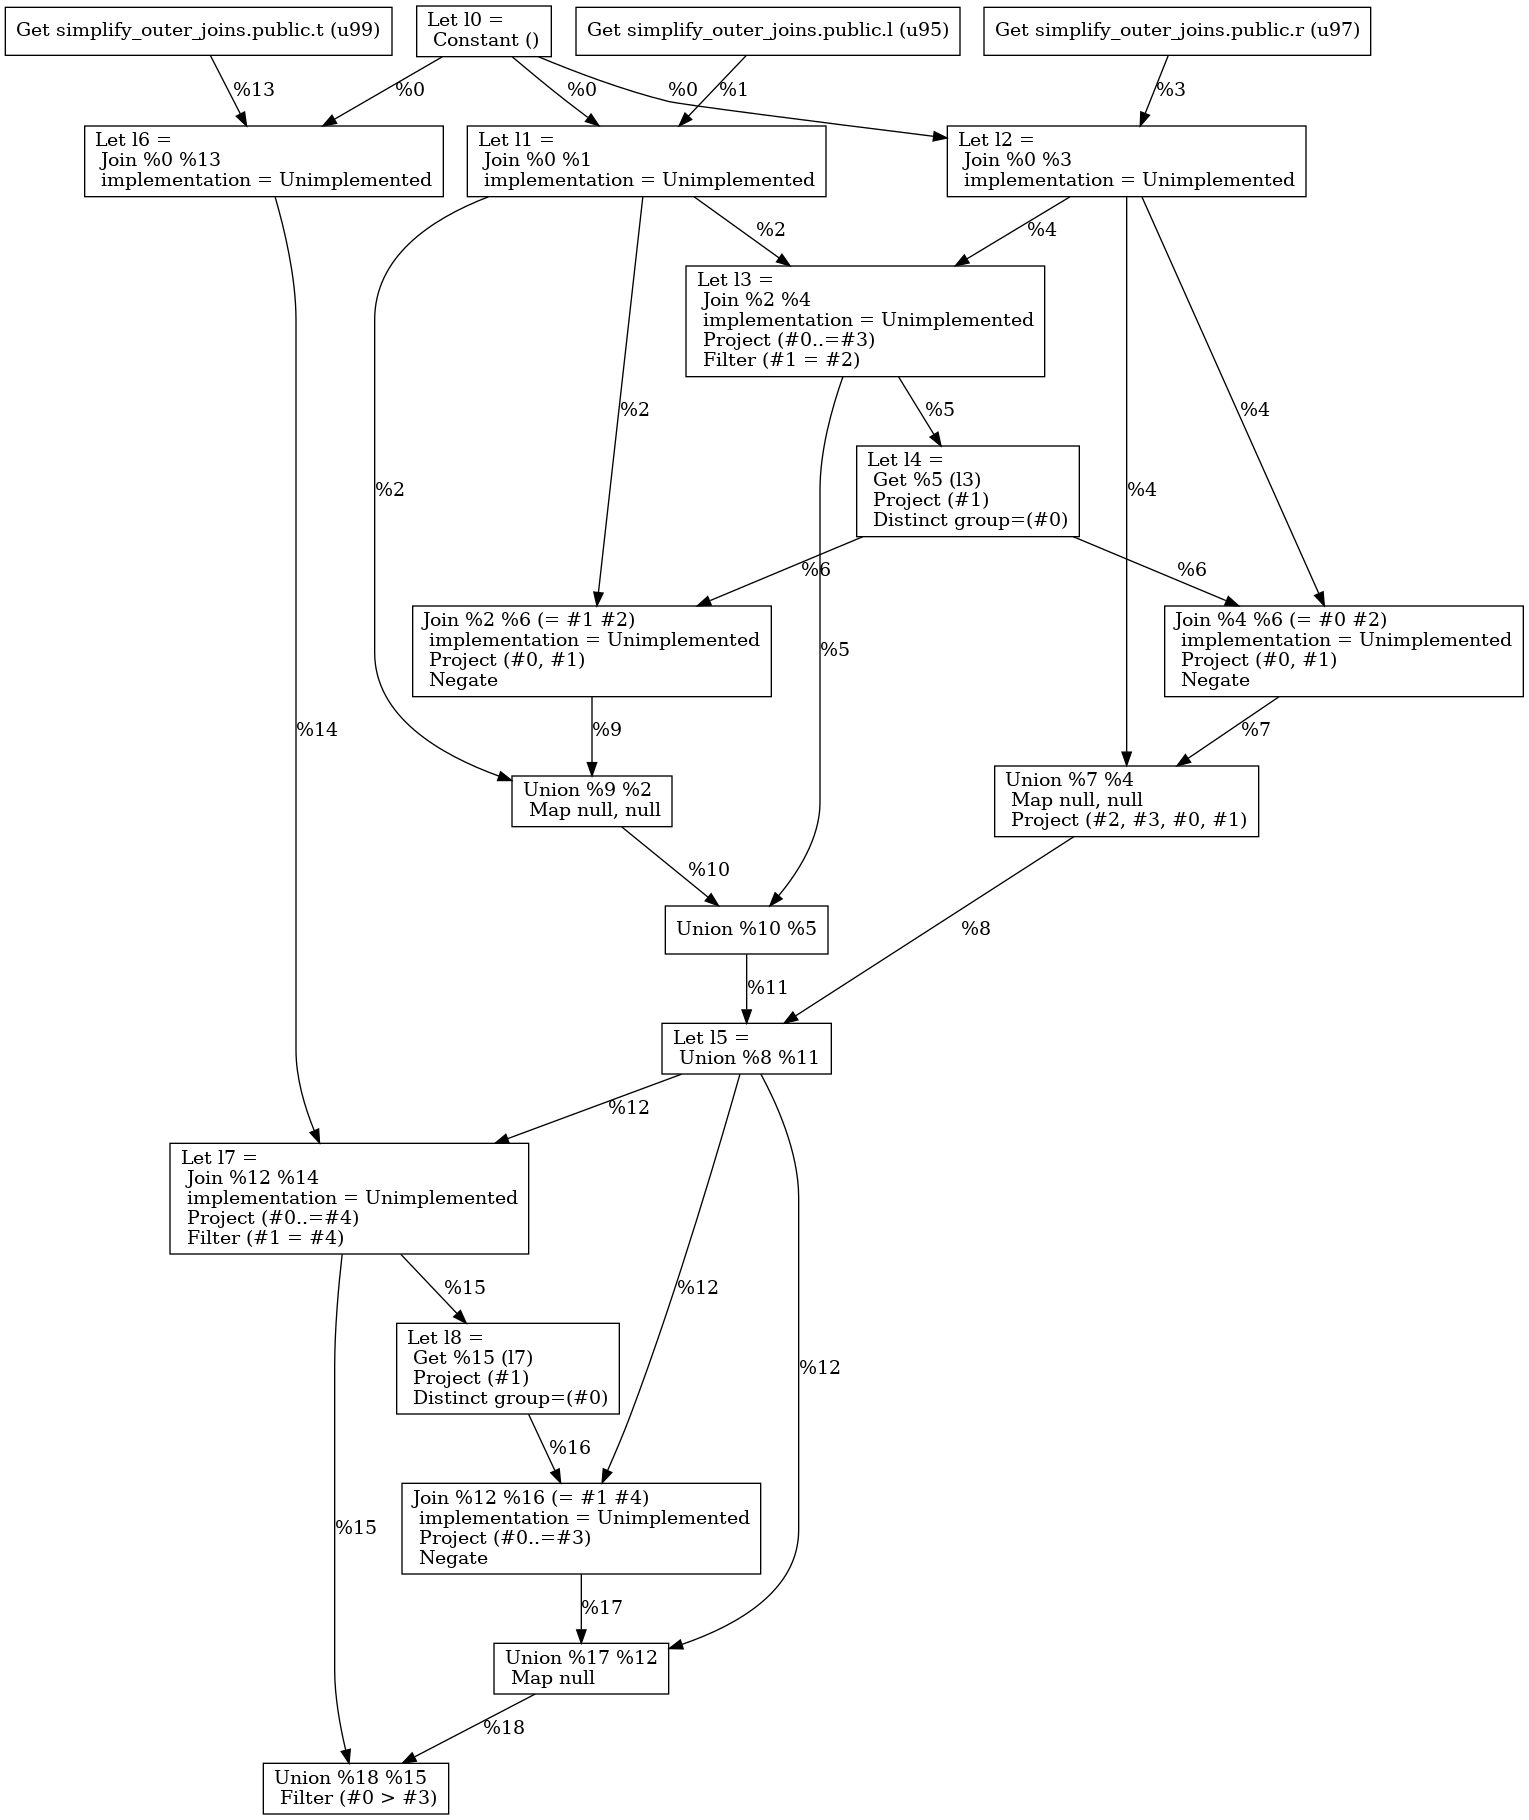 Get simplify_outer_joins.public.t (u99)
Let l0 =
Constant ()
Get simplify_outer_joins.public.l (u95)
Get simplify_outer_joins.public.r (u97)
%13
%0
%0
%0
%1
%3
Let l6 =
Join %0 %13
implementation = Unimplemented
Let l1 =
Join %0 %1
implementation = Unimplemented
Let l2 =
Join %0 %3
implementation = Unimplemented
%2
%4
Let l3 =
Join %2 %4
implementation = Unimplemented
Project (#0..=#3)
Filter (#1 = #2)
%2
%5
%4
%2
%4
Let l4 =
Get %5 (l3)
Project (#1)
Distinct group=(#0)
%6
%6
Join %2 %6 (= #1 #2)
implementation = Unimplemented
Project (#0, #1)
Negate
%5
Join %4 %6 (= #0 #2)
implementation = Unimplemented
Project (#0, #1)
Negate
%14
%9
%7
Union %9 %2
Map null, null
Union %7 %4
Map null, null
Project (#2, #3, #0, #1)
%10
Union %10 %5
%8
%11
Let l5 =
Union %8 %11
%12
Let l7 =
Join %12 %14
implementation = Unimplemented
Project (#0..=#4)
Filter (#1 = #4)
%15
%12
%12
Let l8 =
Get %15 (l7)
Project (#1)
Distinct group=(#0)
%16
Join %12 %16 (= #1 #4)
implementation = Unimplemented
Project (#0..=#3)
Negate
%15
%17
Union %17 %12
Map null
%18
Union %18 %15
Filter (#0 > #3)